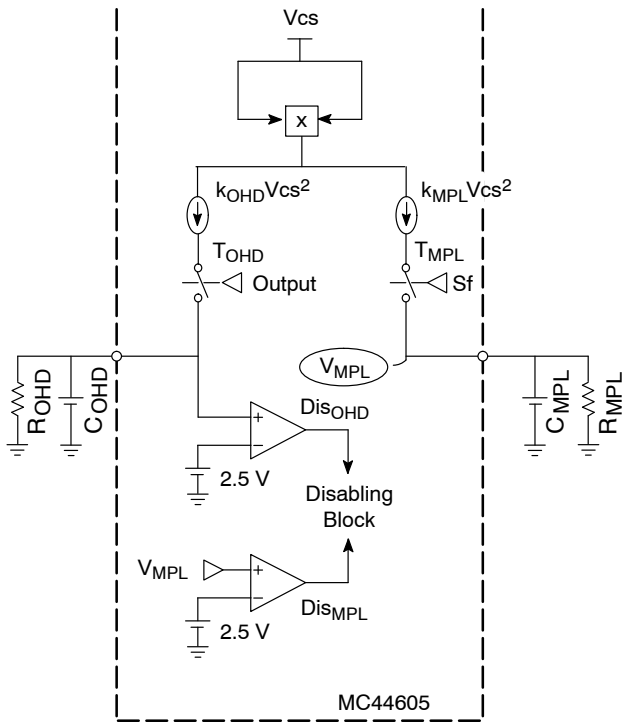 Vcs
x
kOHDVcs²
kMPLVcs²
TOHD
TMPL
Output
Sf
VMPL
ROHD
COHD
CMPL
RMPL
DisOHD
+
−
2.5 V
Disabling
Block
VMPL
+
−
DisMPL
2.5 V
MC44605